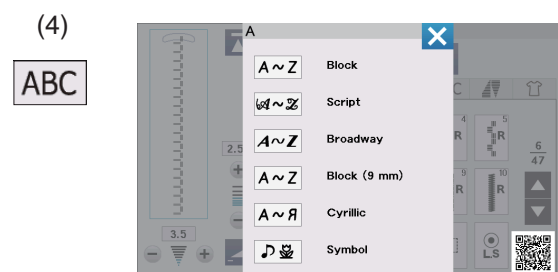 (4)
ABC
A
A ~ Z Block
A ~ Z Script
A ~ Z Broadway
A ~ Z Block (9 mm)
A ~ Я Cyrillic
Symbol
2.5
3.5
C
4
R
5
R
6
47
9
R
10
R
L.S